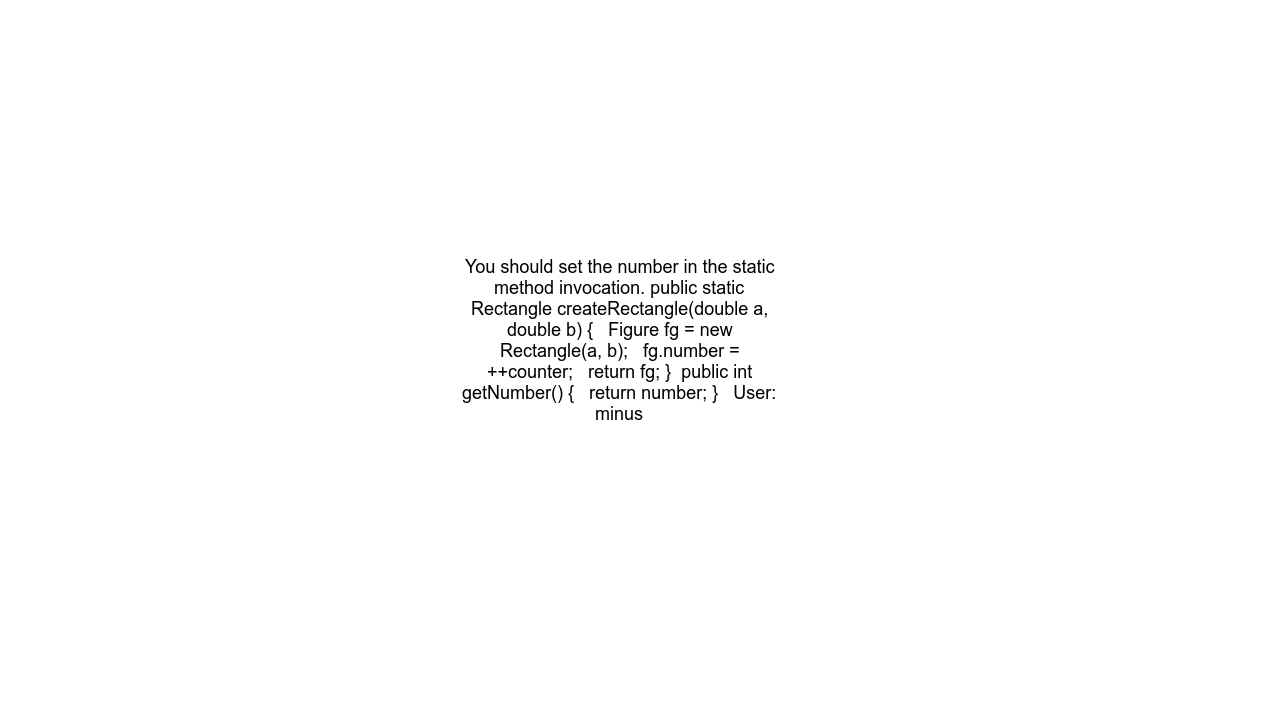 You should set the number in the static
method invocation. public static
Rectangle createRectangle(double a,
double b) {   Figure fg = new
Rectangle(a, b);   fg.number =
++counter;   return fg; }  public int
getNumber() {   return number; }   User:
minus